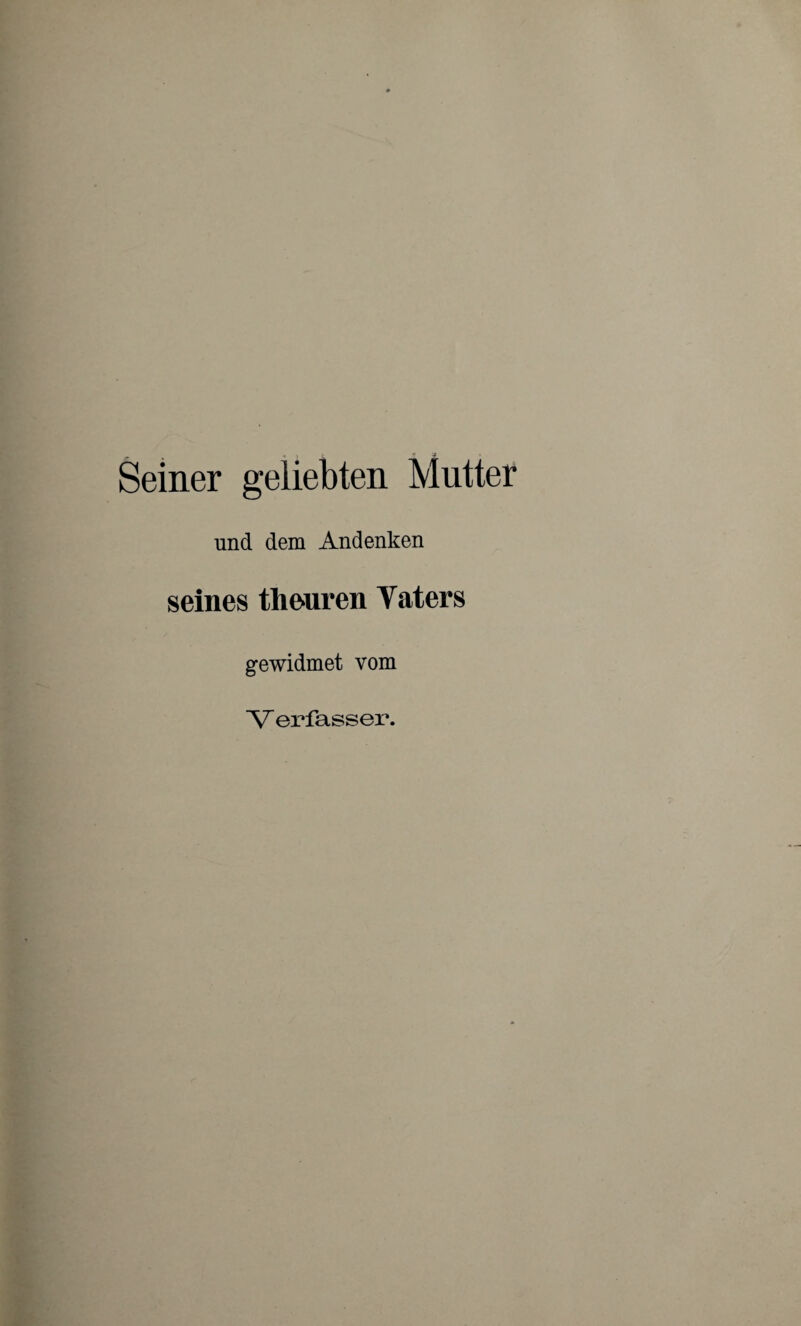 Seiner geliebten Mutter
und dem Andenken
seines theuren Vaters
gewidmet vom
Verfasser.